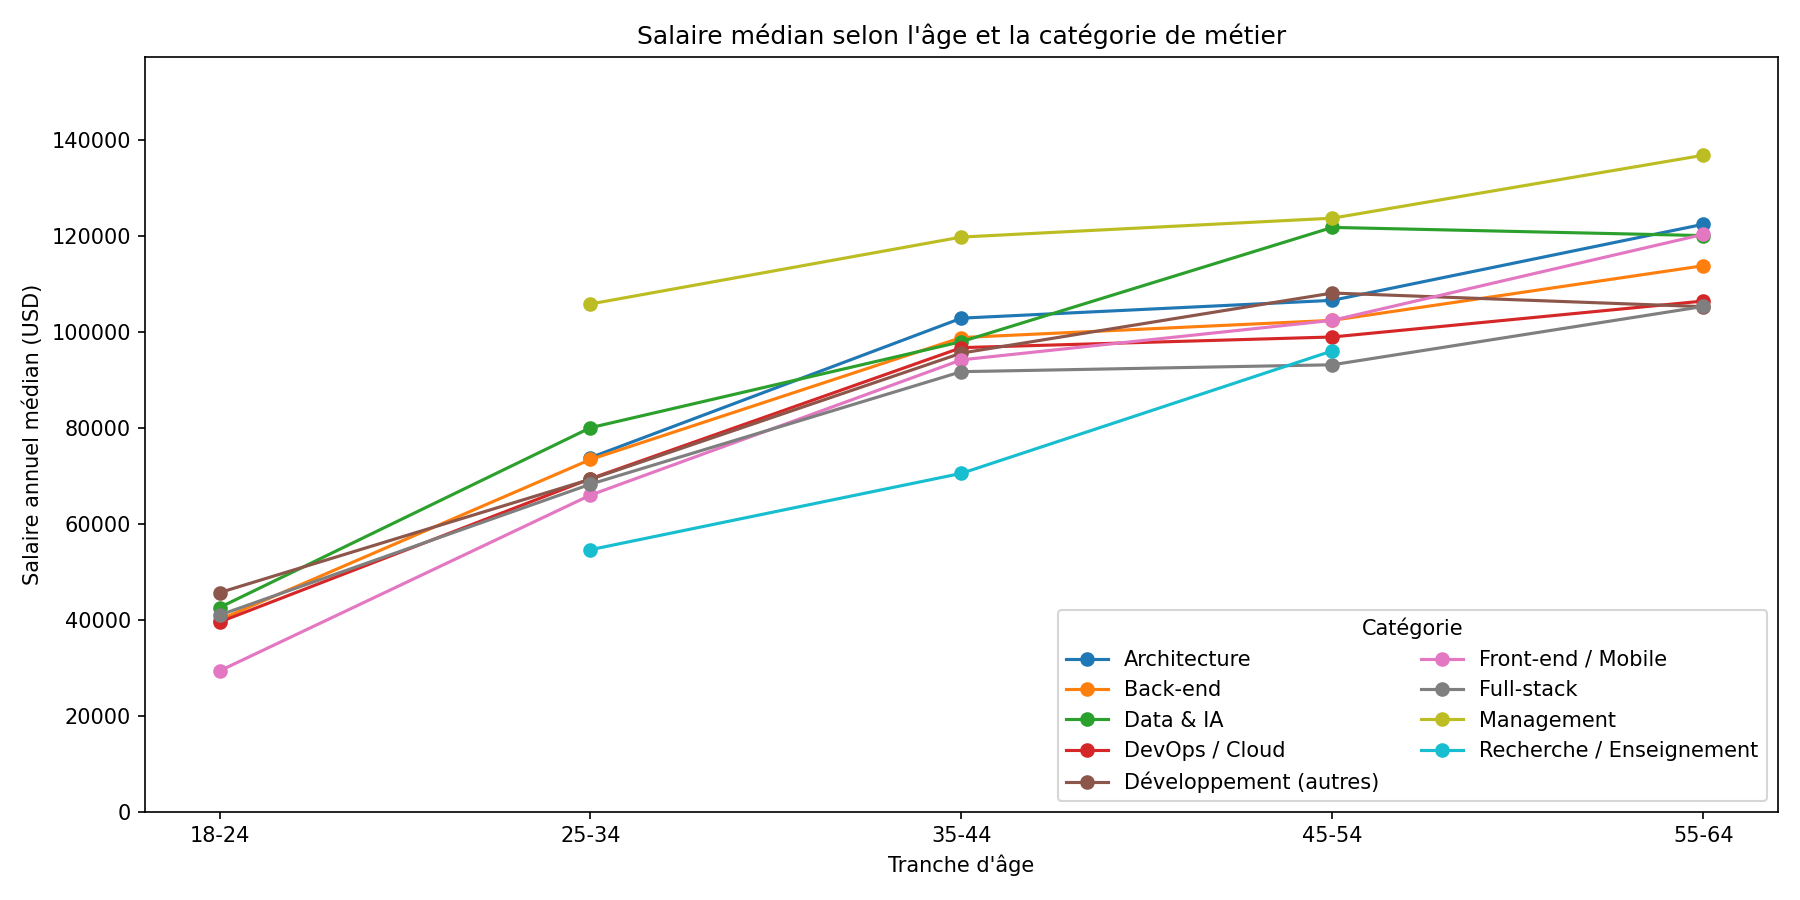 Salaire médian selon l'âge et la catégorie de métier
Salaire annuel médian (USD)
140000
120000
100000
80000
60000
40000
20000
0
18-24
25-34
35-44
45-54
55-64
Tranche d'âge
Catégorie
Architecture
Back-end
Data & IA
DevOps / Cloud
Développement (autres)
Front-end / Mobile
Full-stack
Management
Recherche / Enseignement